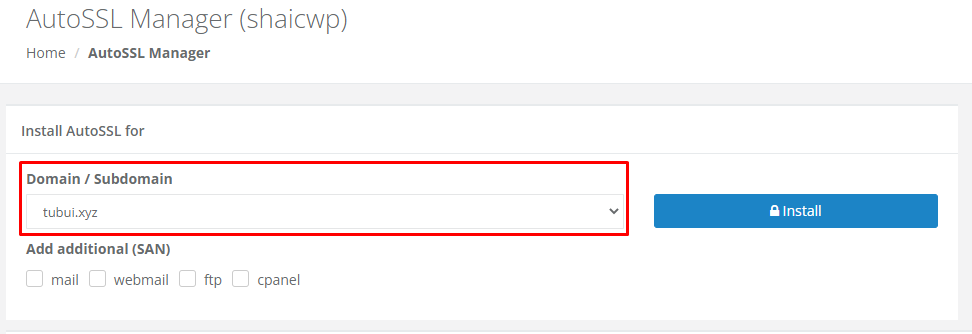 AutoSSL Manager (shaicwp)
Home / AutoSSL Manager
Install AutoSSL for
Domain / Subdomain
tubui.xyz
Install
Add additional (SAN)
mail webmail ftp cpanel